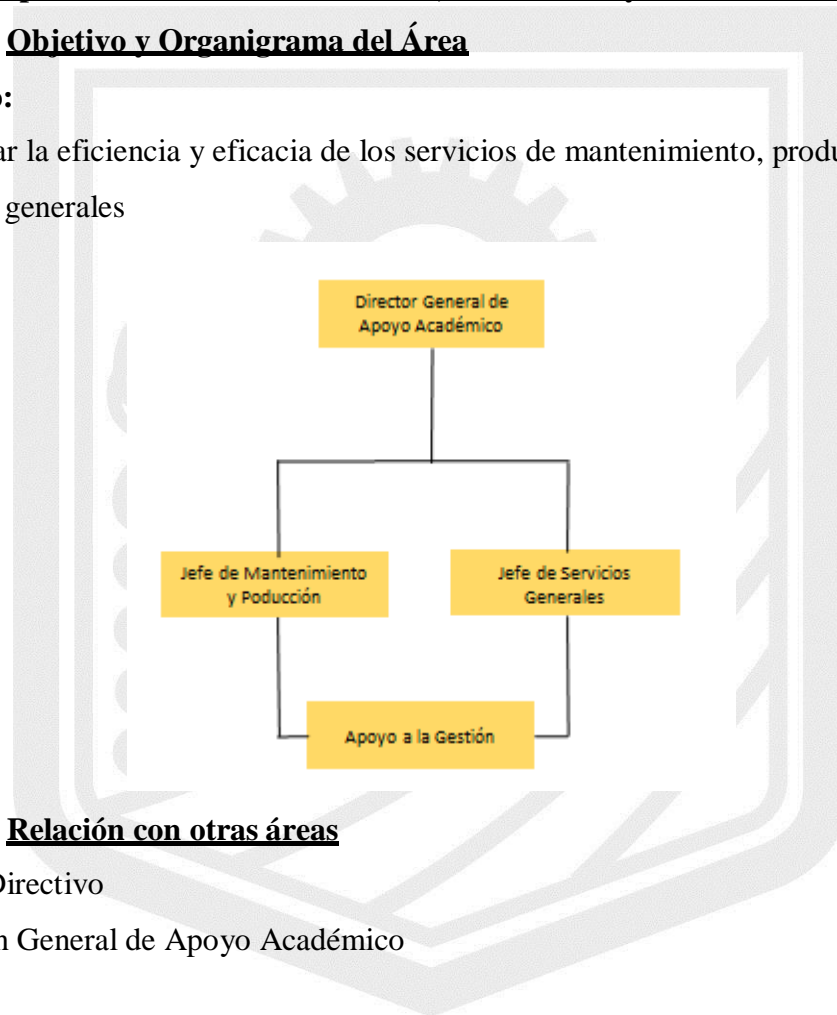 Objetivo y Organigrama del Área
ar la eficiencia y eficacia de los servicios de mantenimiento,
generales
Director General de
Apoyo Académico
Jefe de Mantenimiento
y Poducción
Jefe de Servicios
Generales
Apoyo a la Gestión
Relación con otras áreas
Directivo
General de Apoyo Académico